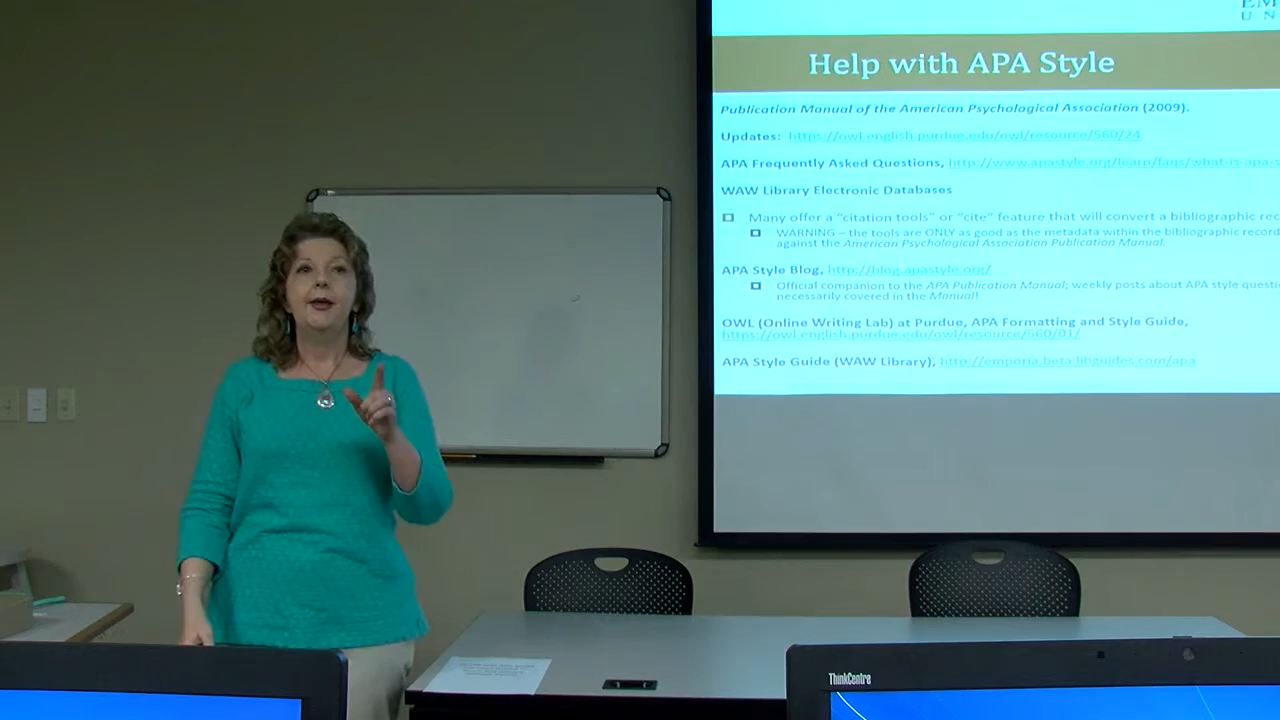 EM
UN
Help with APA Style
Publication Manual of the American Psychological Association (2009).
Updates: https://owl.english.purdue.edu/owl/resource/560/24
APA Frequently Asked Questions, http://www.apastyle.org/learn/faqs/what-is-apa-s
WAW Library Electronic Databases
Many offer a "citation tools" or "cite" feature that will convert a bibliographic rec
WARNING – the tools are ONLY as good as the metadata within the bibliographic record
against the American Psychological Association Publication Manual.
APA Style Blog, http://blog.apastyle.org/
Official companion to the APA Publication Manual; weekly posts about APA style questi
necessarily covered in the Manual!
OWL (Online Writing Lab) at Purdue, APA Formatting and Style Guide,
https://owl.english.purdue.edu/owl/resource/560/01/
APA Style Guide (WAW Library), http://emporia.beta.libguides.com/apa
ThinkCentre